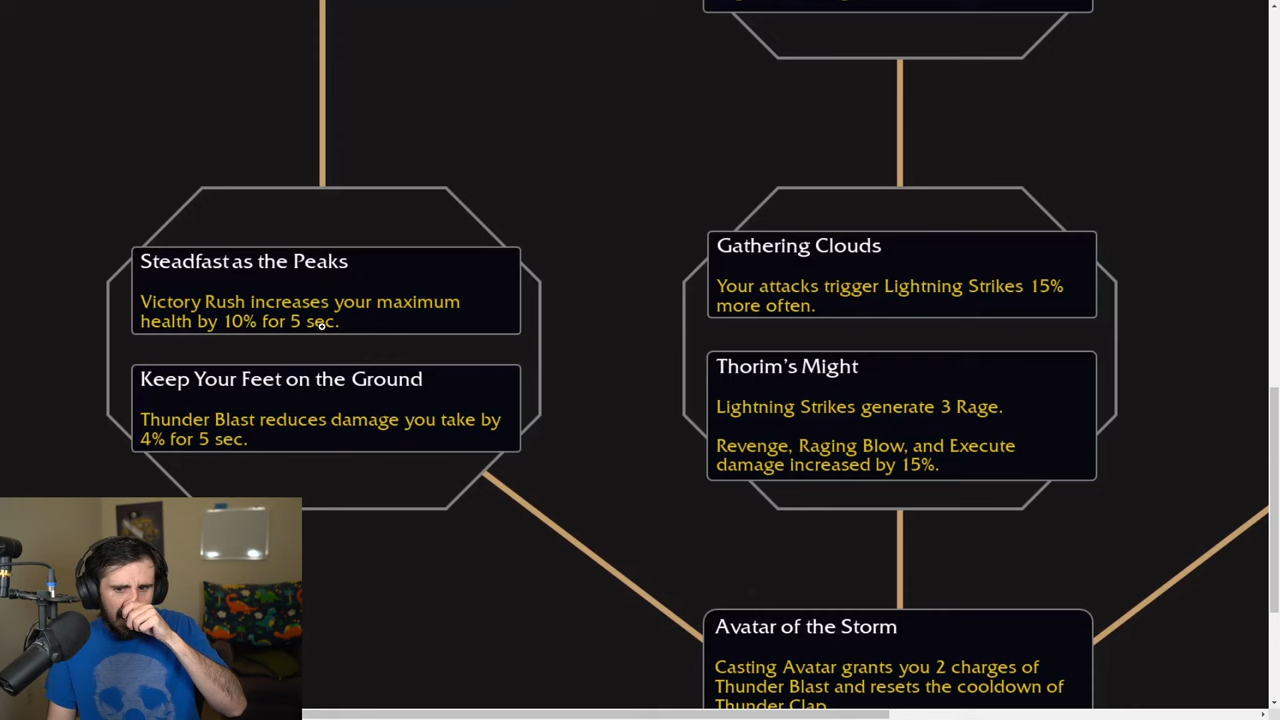 Steadfast as the Peaks
Victory Rush increases your maximum
health by 10% for 5 sec.
Keep Your Feet on the Ground
Thunder Blast reduces damage you take by
4% for 5 sec.
Gathering Clouds
Your attacks trigger Lightning Strikes 15%
more often.
Thorim's Might
Lightning Strikes generate 3 Rage.
Revenge, Raging Blow, and Execute
damage increased by 15%.
Avatar of the Storm
Casting Avatar grants you 2 charges of
Thunder Blast and resets the cooldown of
Thunder Clap.